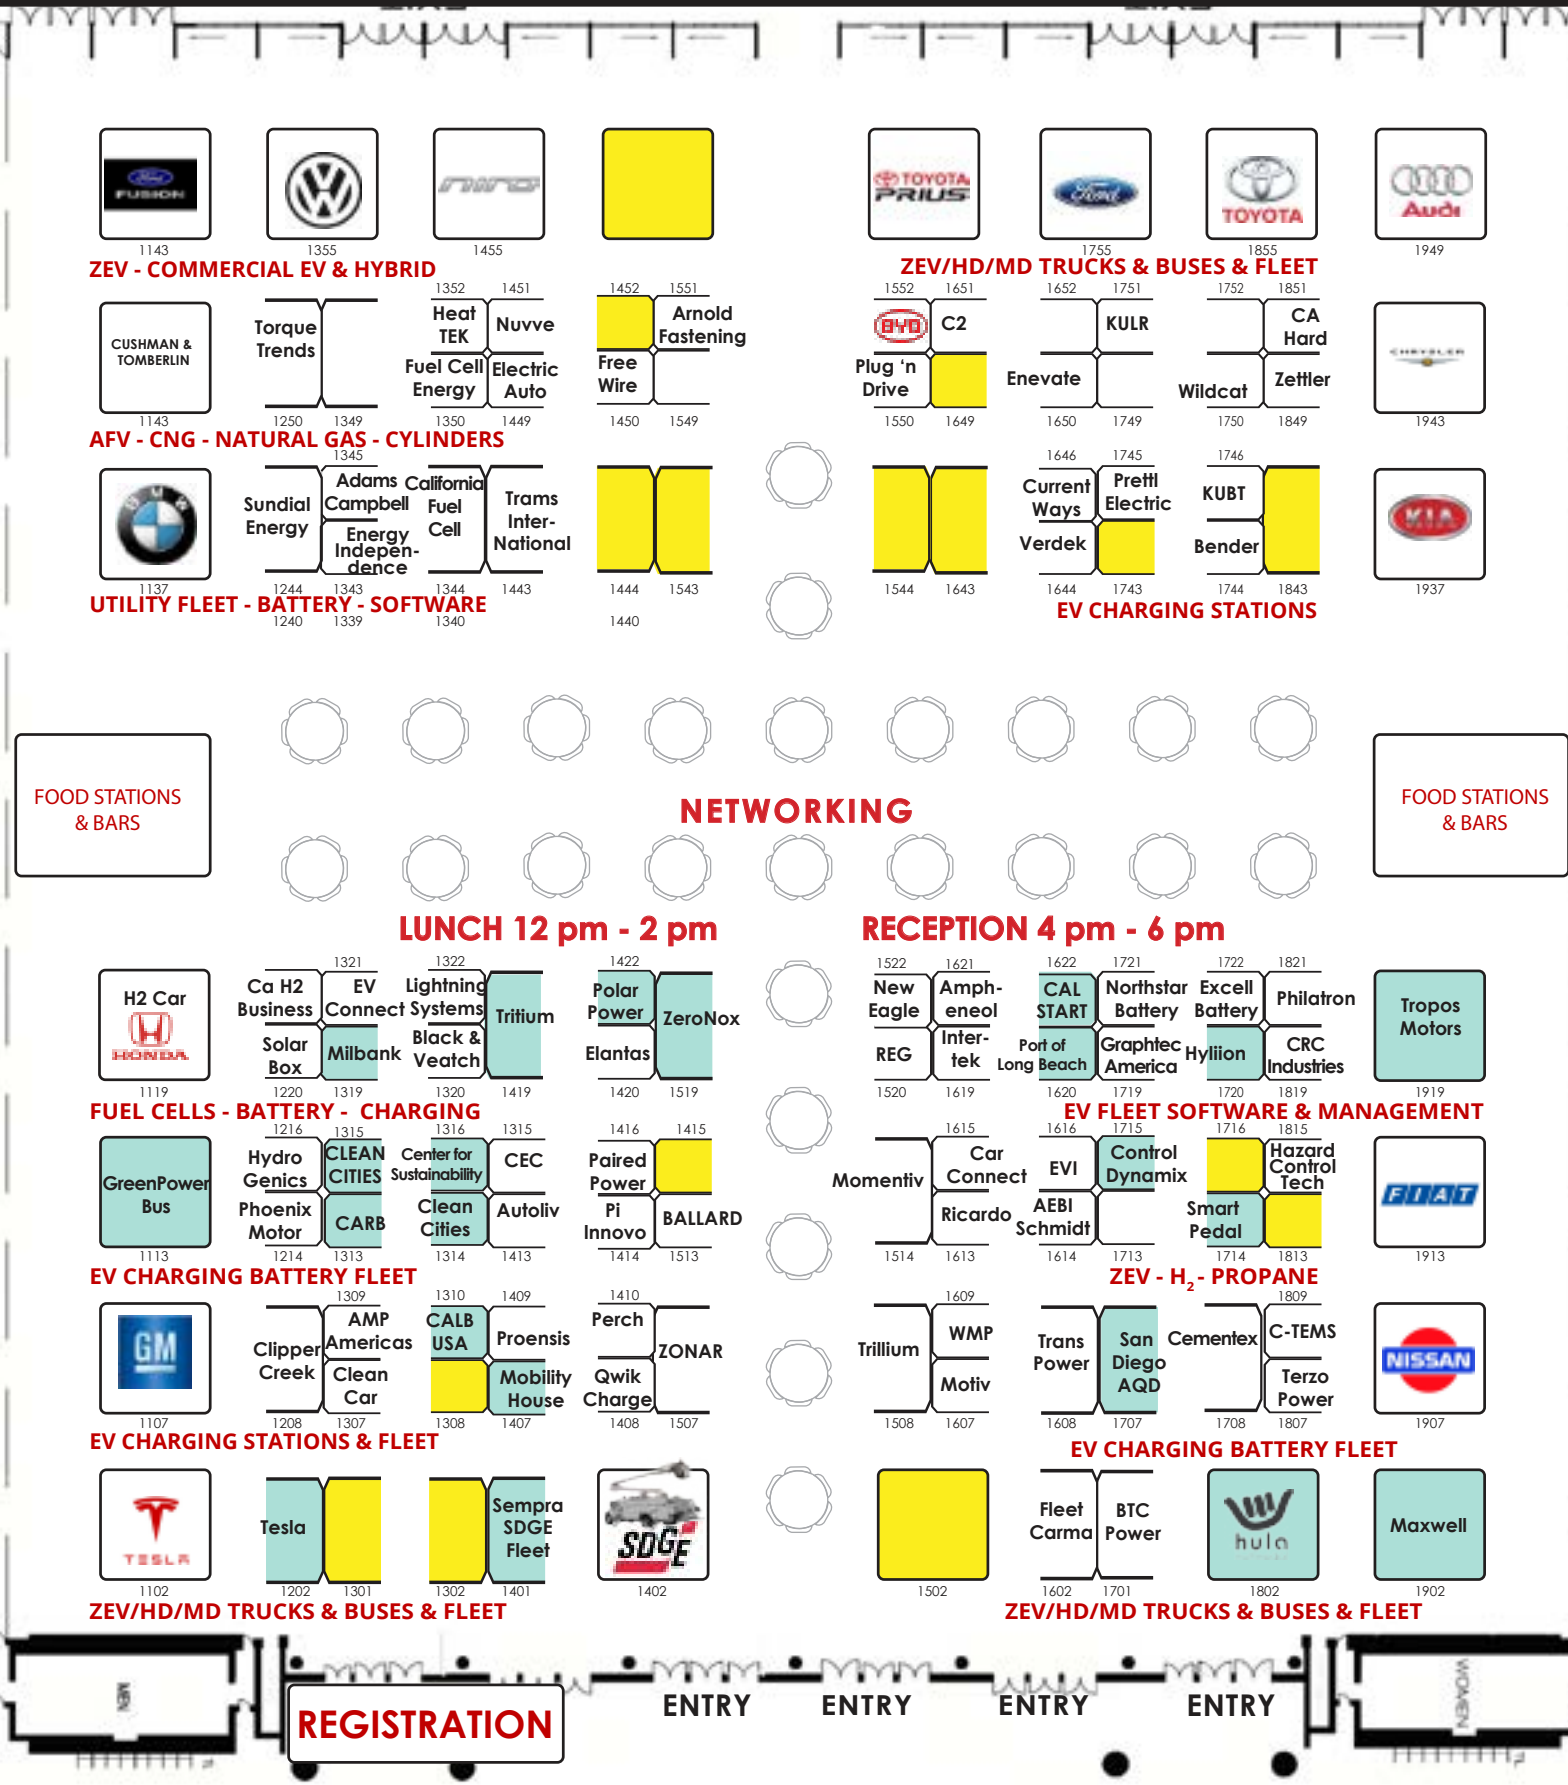 FUSION
TOYOTA
PRIUS
Ford
TOYOTA
Audi
1143
1355
1455
1755
1855
1949
ZEV - COMMERCIAL EV & HYBRID
ZEV/HD/MD TRUCKS & BUSES & FLEET
1352
1451
1452
1551
1552
1651
1652
1751
1752
1851
CUSHMAN &
TOMBERLIN
Torque
Trends
Heat
TEK
Nuvve
Arnold
Fastening
BYD
C2
KULR
CA
Hard
CHRYSLER
Fuel Cell
Energy
Electric
Auto
Free
Wire
Plug ‘n
Drive
Enevate
Wildcat
Zettler
1143
1250
1349
1350
1449
1450
1549
1550
1649
1650
1749
1750
1849
1943
AFV - CNG - NATURAL GAS - CYLINDERS
1345
1646
1745
1746
BMW
Sundial
Energy
Adams
Campbell
Energy
Indepen-
dence
California
Fuel
Cell
Trams
Inter-
National
Current
Ways
Prettl
Electric
KUBT
Verdek
Bender
KIA
1137
1244
1343
1344
1443
1444
1543
1544
1643
1644
1743
1744
1843
1937
UTILITY FLEET - BATTERY - SOFTWARE
EV CHARGING STATIONS
1240
1339
1340
1440
FOOD STATIONS
& BARS
NETWORKING
FOOD STATIONS
& BARS
LUNCH 12 pm - 2 pm
RECEPTION 4 pm - 6 pm
1321
1322
1422
1522
1621
1622
1721
1722
1821
H2 Car
HONDA
Ca H2
Business
EV
Connect
Lightning
Systems
Tritium
Polar
Power
ZeroNox
New
Eagle
Amph-
eneol
CAL
START
Northstar
Battery
Excell
Battery
Philatron
Tropos
Motors
Solar
Box
Milbank
Black &
Veatch
Elantas
REG
Inter-
tek
Port of
Long Beach
Graphtec
America
Hyliion
CRC
Industries
1119
1220
1319
1320
1419
1420
1519
1520
1619
1620
1719
1720
1819
1919
FUEL CELLS - BATTERY - CHARGING
EV FLEET SOFTWARE & MANAGEMENT
1216
1315
1316
1315
1416
1415
1615
1616
1715
1716
1815
GreenPower
Bus
Hydro
Genics
CLEAN
CITIES
Center for
Sustainability
CEC
Paired
Power
Momentiv
Car
Connect
EVI
Control
Dynamix
Hazard
Control
Tech
FIAT
Phoenix
Motor
CARB
Clean
Cities
Autoliv
Pi
Innovo
BALLARD
Ricardo
AEBI
Schmidt
Smart
Pedal
1113
1214
1313
1314
1413
1414
1513
1514
1613
1614
1713
1714
1813
1913
EV CHARGING BATTERY FLEET
ZEV - H2 - PROPANE
1309
1310
1409
1410
1609
1809
GM
Clipper
Creek
AMP
Americas
CALB
USA
Proensis
Perch
ZONAR
Trillium
WMP
Trans
Power
San
Diego
AQD
Cementex
C-TEMS
NISSAN
Clean
Car
Mobility
House
Qwik
Charge
Motiv
Terzo
Power
1107
1208
1307
1308
1407
1408
1507
1508
1607
1608
1707
1708
1807
1907
EV CHARGING STATIONS & FLEET
EV CHARGING BATTERY FLEET
TESLA
Tesla
Sempra
SDGE
Fleet
SDGE
Fleet
Carma
BTC
Power
hula
Maxwell
1102
1202
1301
1302
1401
1402
1502
1602
1701
1802
1902
ZEV/HD/MD TRUCKS & BUSES & FLEET
ZEV/HD/MD TRUCKS & BUSES & FLEET
MEN
REGISTRATION
ENTRY
ENTRY
ENTRY
ENTRY
WOMEN